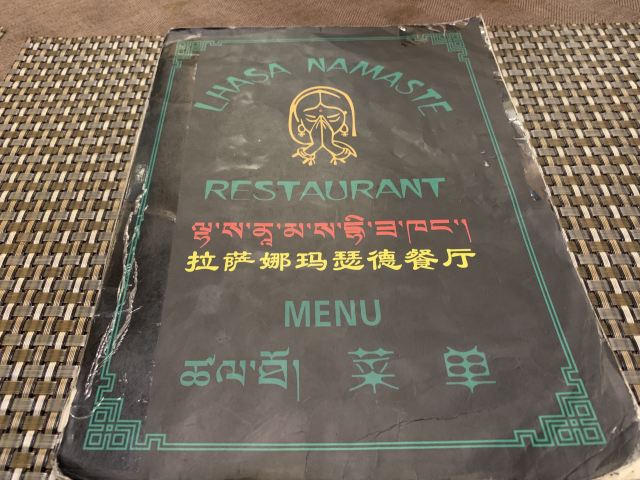 LHASA NAMASTE
RESTAURANT
ལྷ་ས་ནཱ་མ་ས་ཏྟེ་ཟ་ཁང་།
拉萨娜玛瑟德餐厅
MENU
ཚལ་ཐོ། 菜单